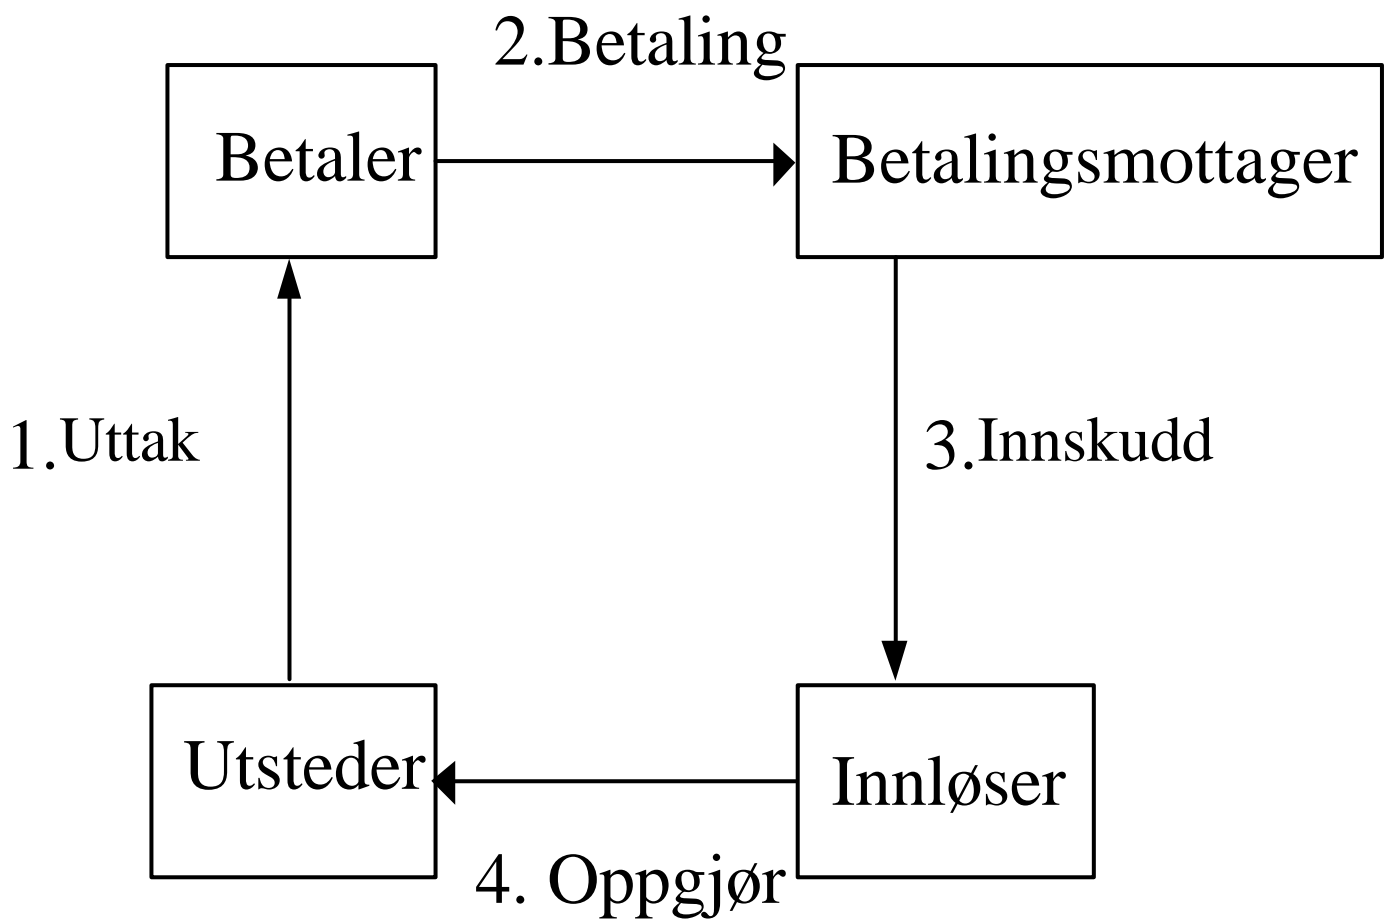 2.Betaling
Betaler
Betalingsmottager
1.Uttak
3.Innskudd
Utsteder
Innløser
4. Oppgjør